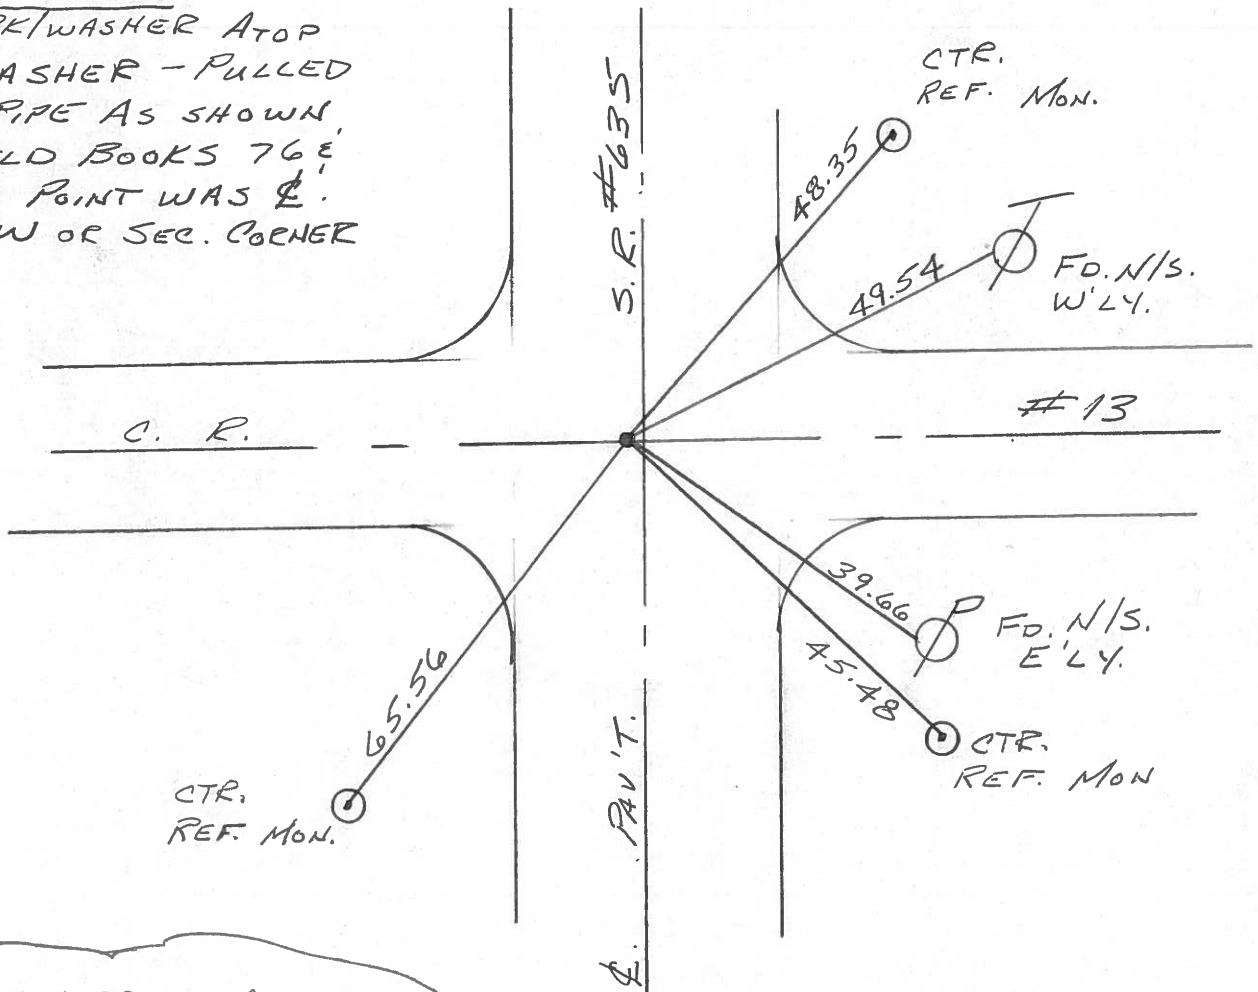 RK/WASHER ATOP
ASHER - PULLED
PIPE AS SHOWN,
LD BOOKS 76 &
POINT WAS ℄.
W OR SEC. CORNER
S.R. #635
CTR.
REF. MON.
48.35
49.54
FD. N/S.
W'LY.
C. R.
#13
39.66
FD. N/S.
E'LY.
45.48
CTR.
REF. MON
65.56
CTR.
REF. MON.
℄. PAV'T.